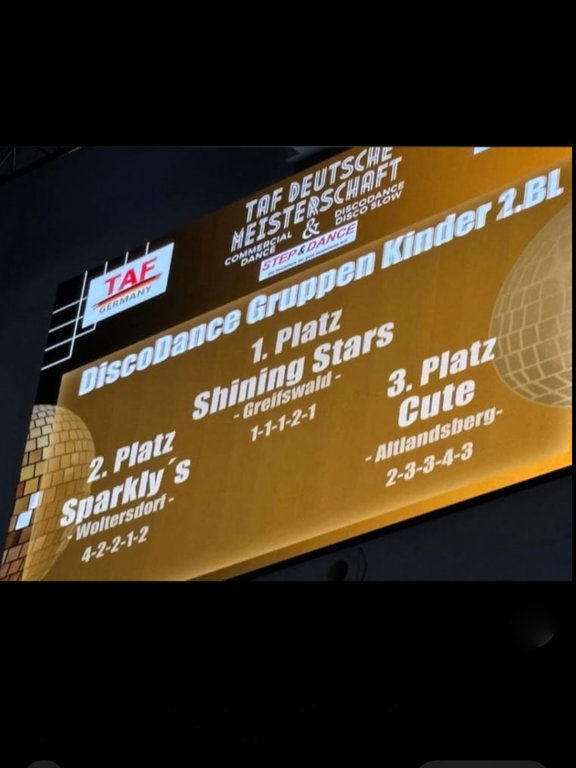 TAF DEUTSCHE
MEISTERSCHAFT
COMMERCIAL
DANCE
&
DISCODANCE
DISCO SLOW
STEP&DANCE
TAF
GERMANY
DiscoDance Gruppen Kinder 2.BL
1. Platz
Shining Stars
- Greifswald -
1-1-1-2-1
2. Platz
Sparkly´s
- Woltersdorf -
4-2-2-1-2
3. Platz
Cute
- Altlandsberg-
2-3-3-4-3